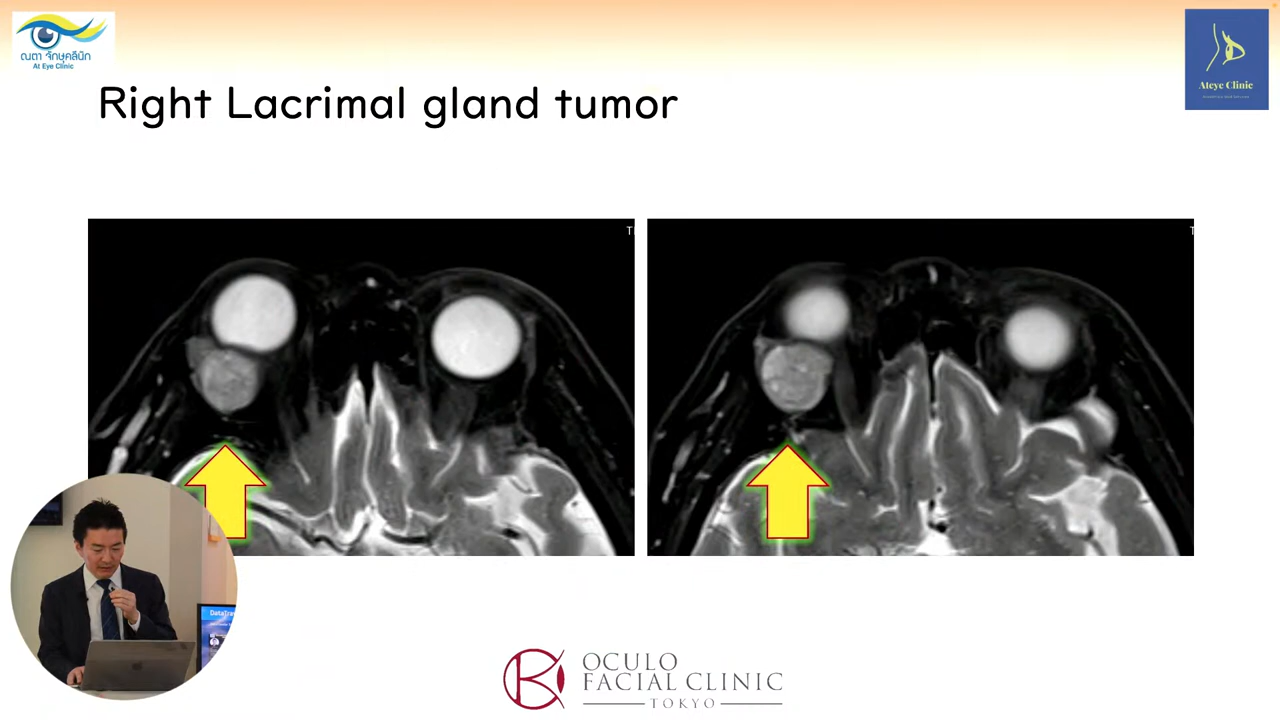 ณตา จักษุคลีนิก
At Eye Clinic
Ateye Clinic
Right Lacrimal gland tumor
OCULO
FACIAL CLINIC
TOKYO